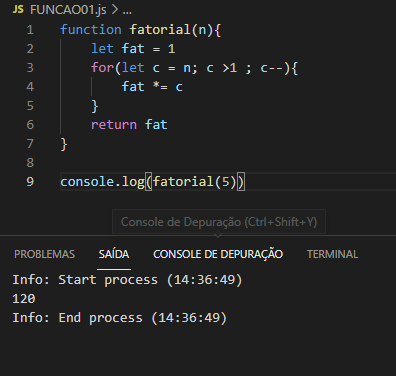 JS FUNCAO01.js > ...
1 function fatorial(n){
2 let fat = 1
3 for(let c = n; c >1 ; c--){
4 fat *= c
5 }
6 return fat
7 }
8
9 console.log(fatorial(5))
Console de Depuração (Ctrl+Shift+Y)
PROBLEMAS SAÍDA CONSOLE DE DEPURAÇÃO TERMINAL
Info: Start process (14:36:49)
120
Info: End process (14:36:49)